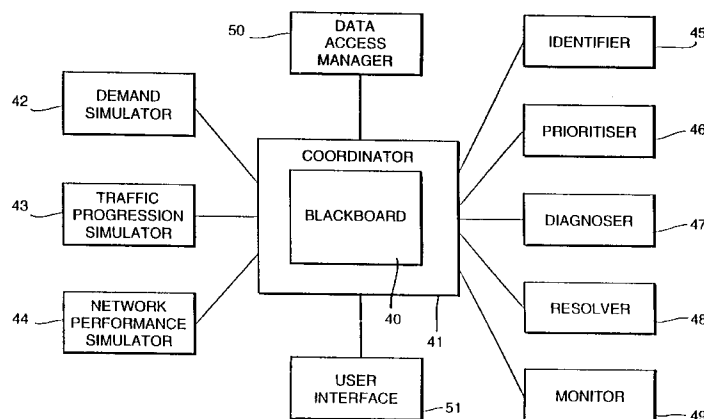 50
DATA
ACCESS
MANAGER
IDENTIFIER
45
42
DEMAND
SIMULATOR
PRIORITISER
46
COORDINATOR
BLACKBOARD
43
TRAFFIC
PROGRESSION
SIMULATOR
DIAGNOSER
47
44
NETWORK
PERFORMANCE
SIMULATOR
40
41
RESOLVER
48
USER
INTERFACE
51
MONITOR
49